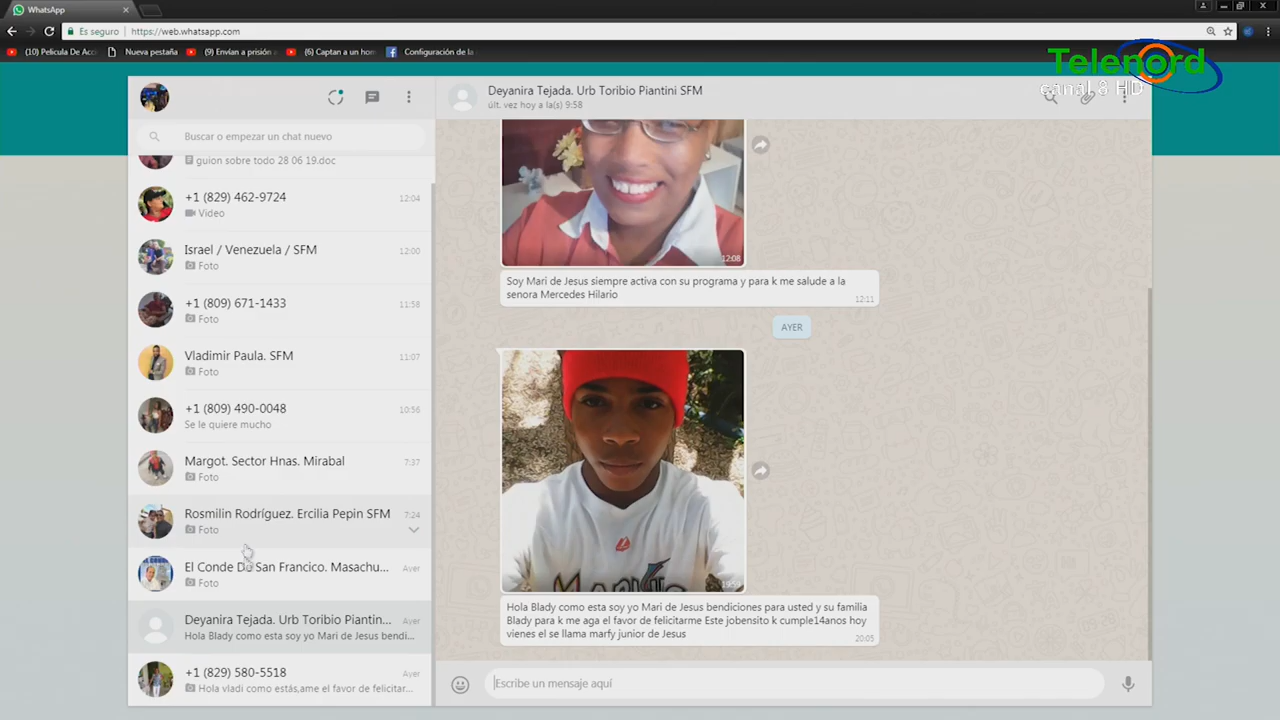 WhatsApp
Es seguro
https://web.whatsapp.com
(10) Pelicula De Acc
Nueva pestaña
(9) Envían a prisión
(6) Captan a un hom
Configuración de la
Telenord
canal 8 HD
Buscar o empezar un chat nuevo
guion sobre todo 28 06 19.doc
+1 (829) 462-9724
12:04
Video
Israel / Venezuela / SFM
12:00
Foto
+1 (809) 671-1433
11:58
Foto
Vladimir Paula. SFM
11:07
Foto
+1 (809) 490-0048
10:56
Se le quiere mucho
Margot. Sector Hnas. Mirabal
7:37
Foto
Rosmilin Rodríguez. Ercilia Pepin SFM
7:24
Foto
El Conde De San Francico. Masachu...
Ayer
Foto
Deyanira Tejada. Urb Toribio Piantin...
Ayer
Hola Blady como esta soy yo Mari de Jesus bendi...
+1 (829) 580-5518
Ayer
Hola vladi como estás,ame el favor de felicitar...
Deyanira Tejada. Urb Toribio Piantini SFM
últ. vez hoy a la(s) 9:58
12:08
Soy Mari de Jesus siempre activa con su programa y para k me salude a la
senora Mercedes Hilario
12:11
AYER
19:59
Hola Blady como esta soy yo Mari de Jesus bendiciones para usted y su familia
Blady para k me aga el favor de felicitarme Este jobensito k cumple14anos hoy
vienes el se llama marfy junior de Jesus
20:05
Escribe un mensaje aquí